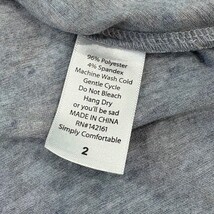 96% Polyester
4% Spandex
Machine Wash Cold
Gentle Cycle
Do Not Bleach
Hang Dry
or you'll be sad
MADE IN CHINA
RN#142161
Simply Comfortable
2